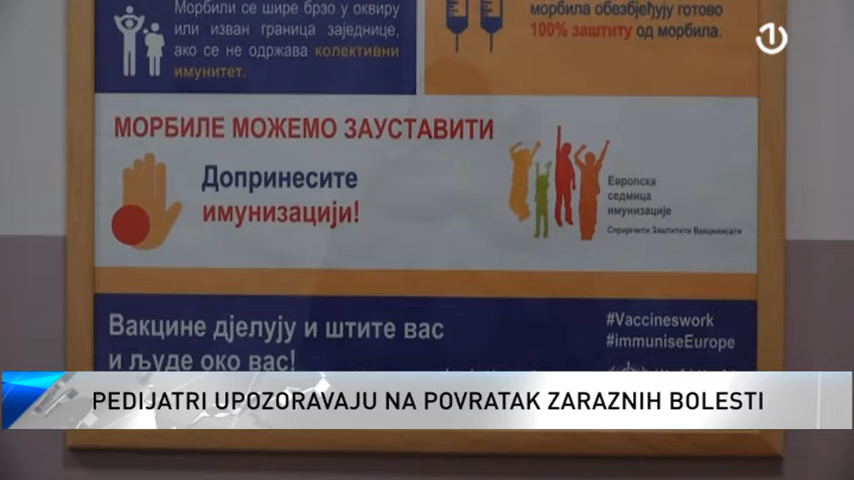 Морбили се шире брзо у оквиру
или изван граница заједнице,
ако се не одржава колективни
имунитет.
морбила обезбјеђују готово
100% заштиту од морбила.
МОРБИЛЕ МОЖЕМО ЗАУСТАВИТИ
Допринесите
имунизацији!
Европска
седмица
имунизације
Спријечити Заштитити Вакцинисати
Вакцине дјелују и штите вас
и људе око вас!
#Vaccineswork
#immuniseEurope
PEDIJATRI UPOZORAVAJU NA POVRATAK ZARAZNIH BOLESTI